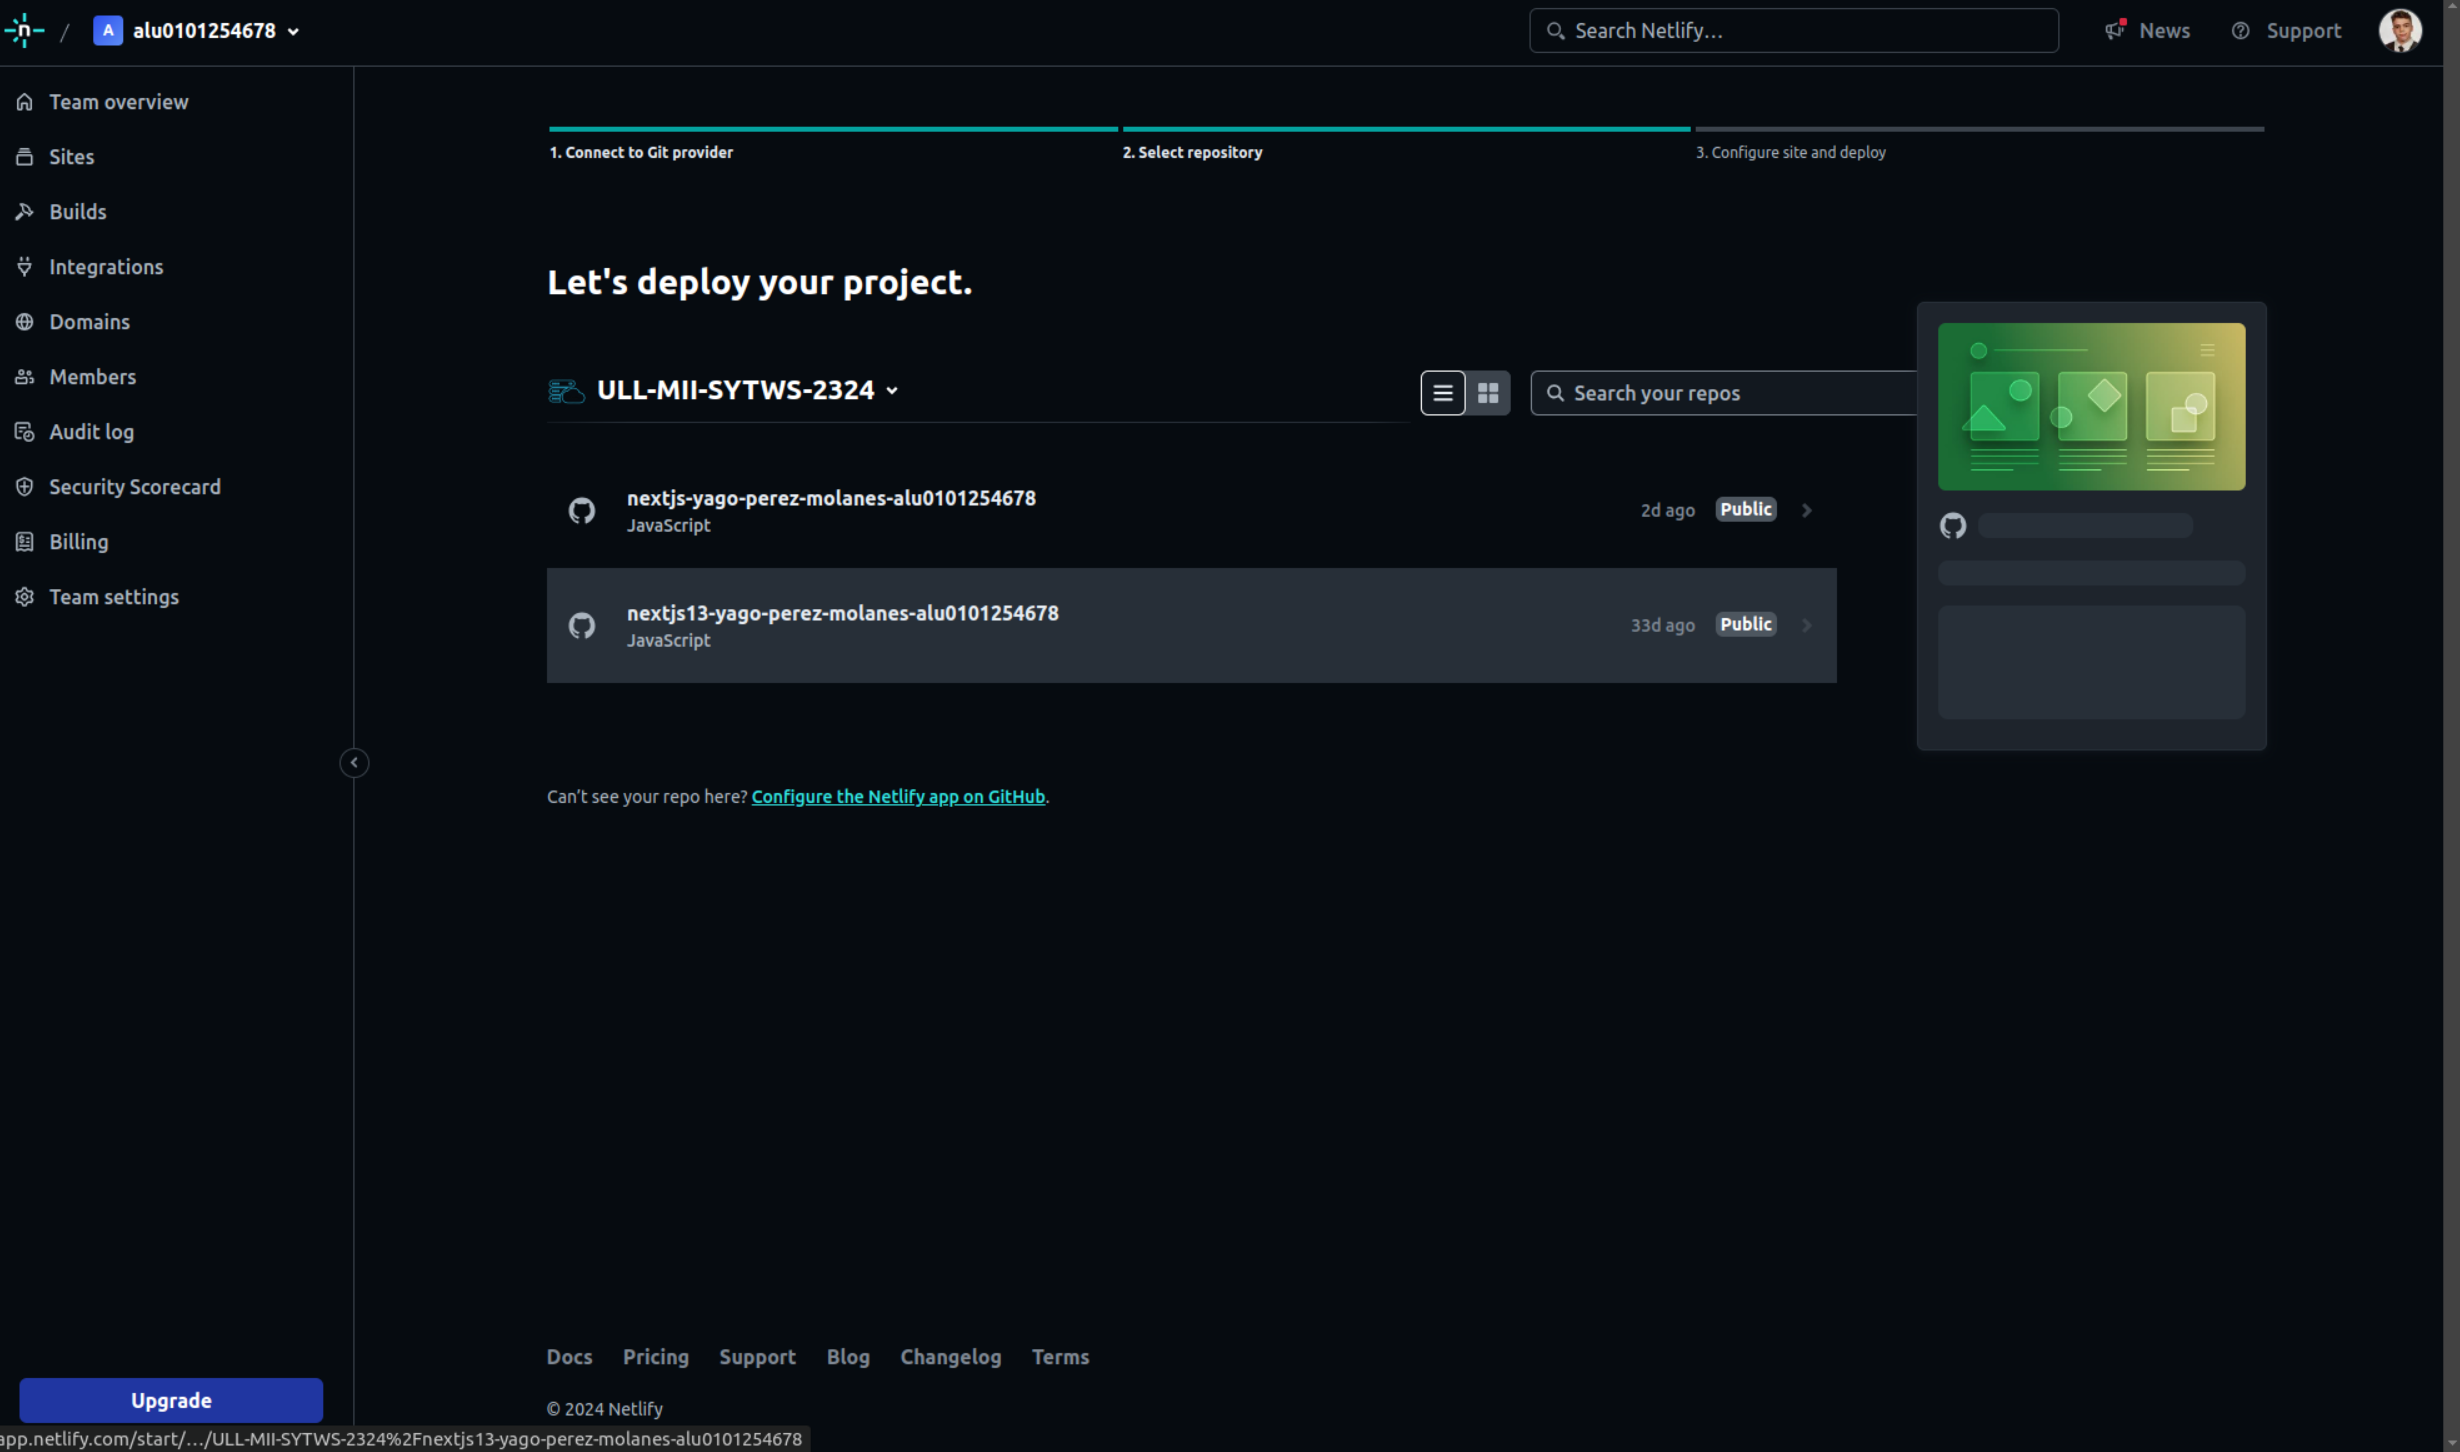 n / A alu0101254678
Search Netlify...
News
Support
Team overview
Sites
Builds
Integrations
Domains
Members
Audit log
Security Scorecard
Billing
Team settings
Upgrade
1. Connect to Git provider
2. Select repository
3. Configure site and deploy
Let's deploy your project.
ULL-MII-SYTWS-2324
Search your repos
nextjs-yago-perez-molanes-alu0101254678
JavaScript
2d ago Public
nextjs13-yago-perez-molanes-alu0101254678
JavaScript
33d ago Public
Can’t see your repo here? Configure the Netlify app on GitHub.
Docs Pricing Support Blog Changelog Terms
© 2024 Netlify
app.netlify.com/start/…/ULL-MII-SYTWS-2324%2Fnextjs13-yago-perez-molanes-alu0101254678